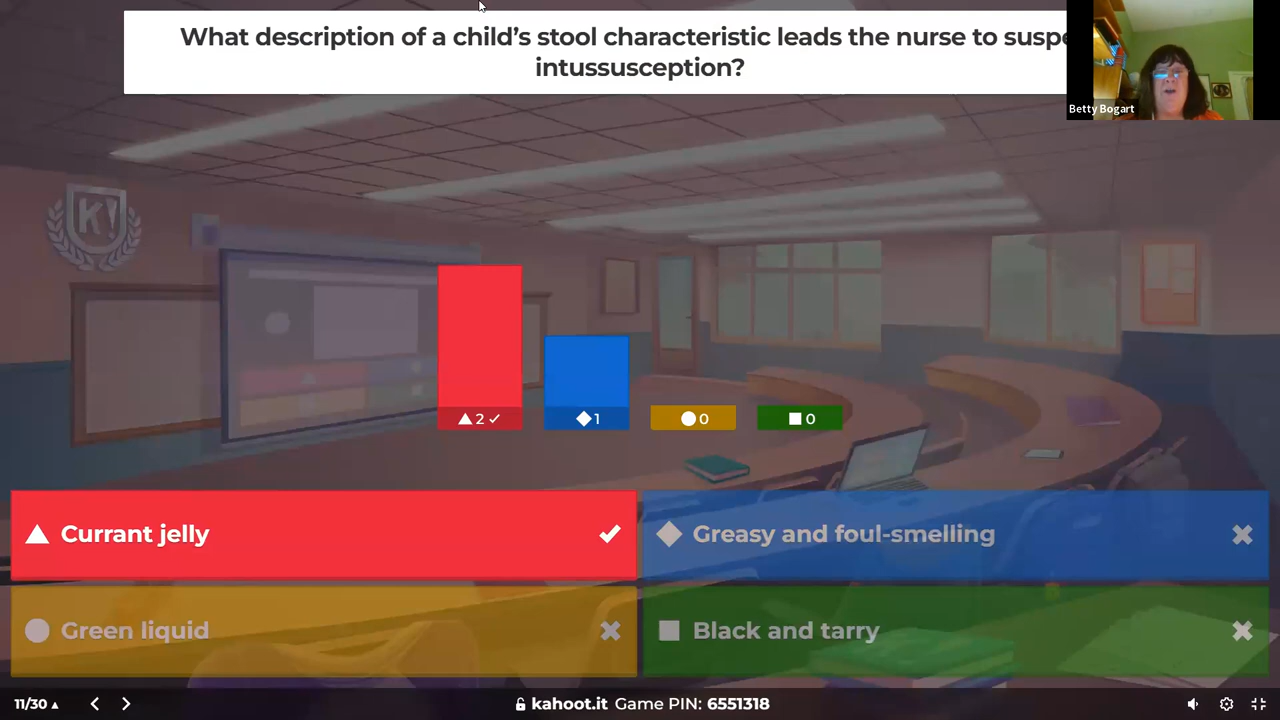 What description of a child's stool characteristic leads the nurse to
intussusception?
Betty Bogart
K!
2
1
0
0
Currant jelly
Greasy and foul-smelling
Green liquid
Black and tarry
11/30
kahoot.it Game PIN: 6551318